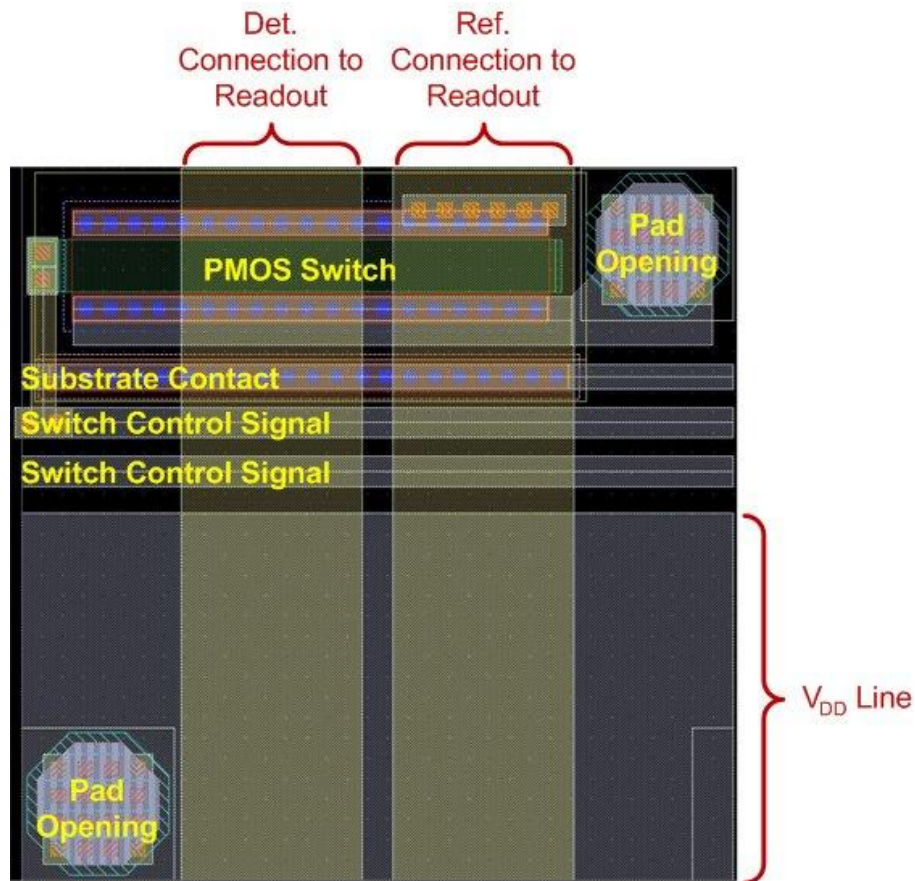 Det.
Connection to
Readout
Ref.
Connection to
Readout
Pad
Opening
PMOS Switch
Substrate Contact
Switch Control Signal
Switch Control Signal
V_DD Line
Pad
Opening